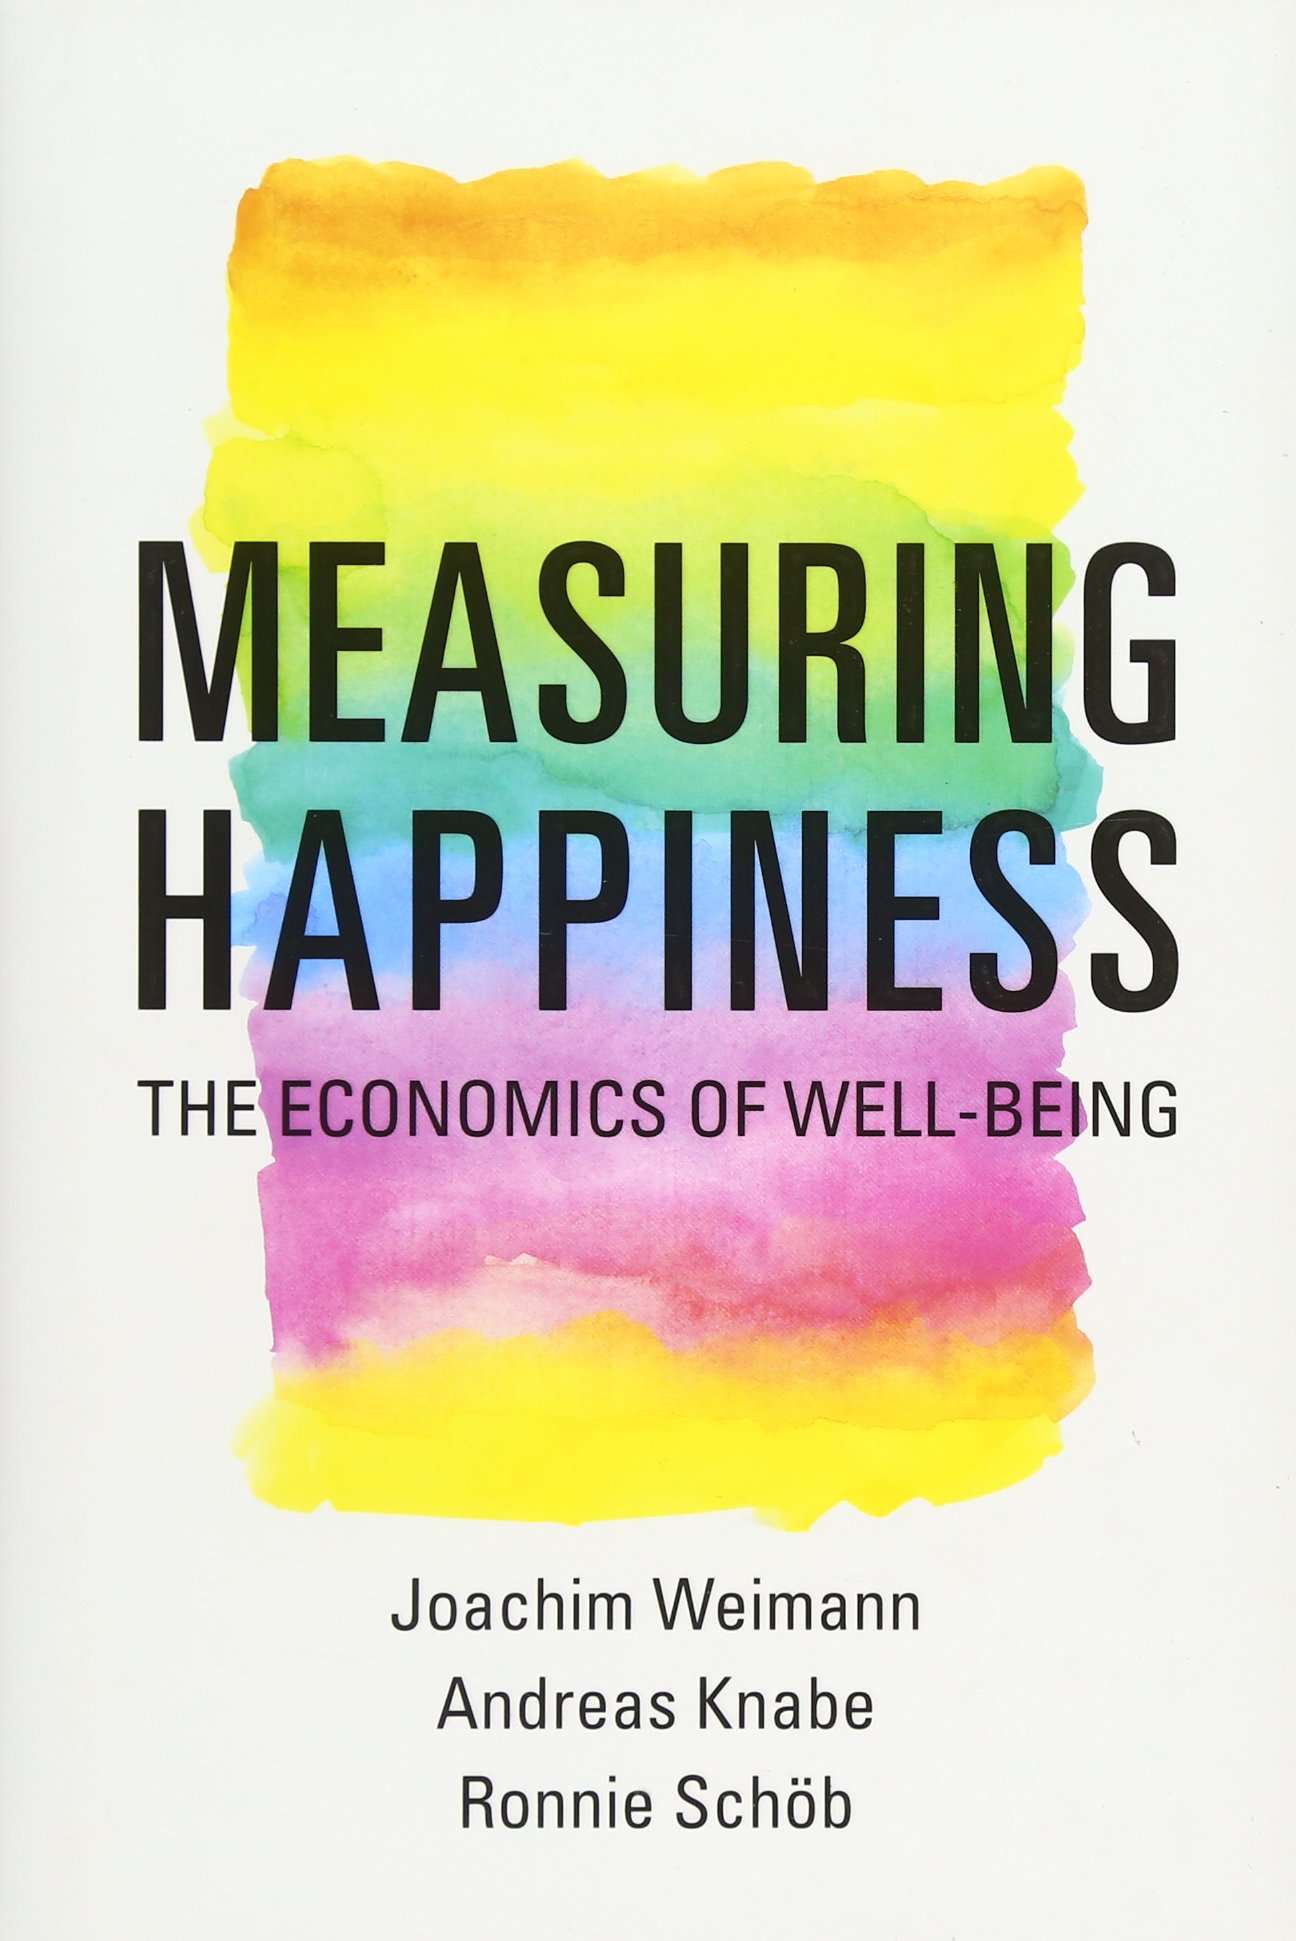 MEASURING
HAPPINESS
THE ECONOMICS OF WELL-BEING
Joachim Weimann
Andreas Knabe
Ronnie Schöb